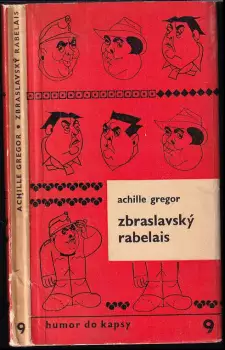 ACHILLE GREGOR ★ ZBRASLAVSKÝ RABELAIS
9
achille gregor
zbraslavský
rabelais
humor do kapsy
9